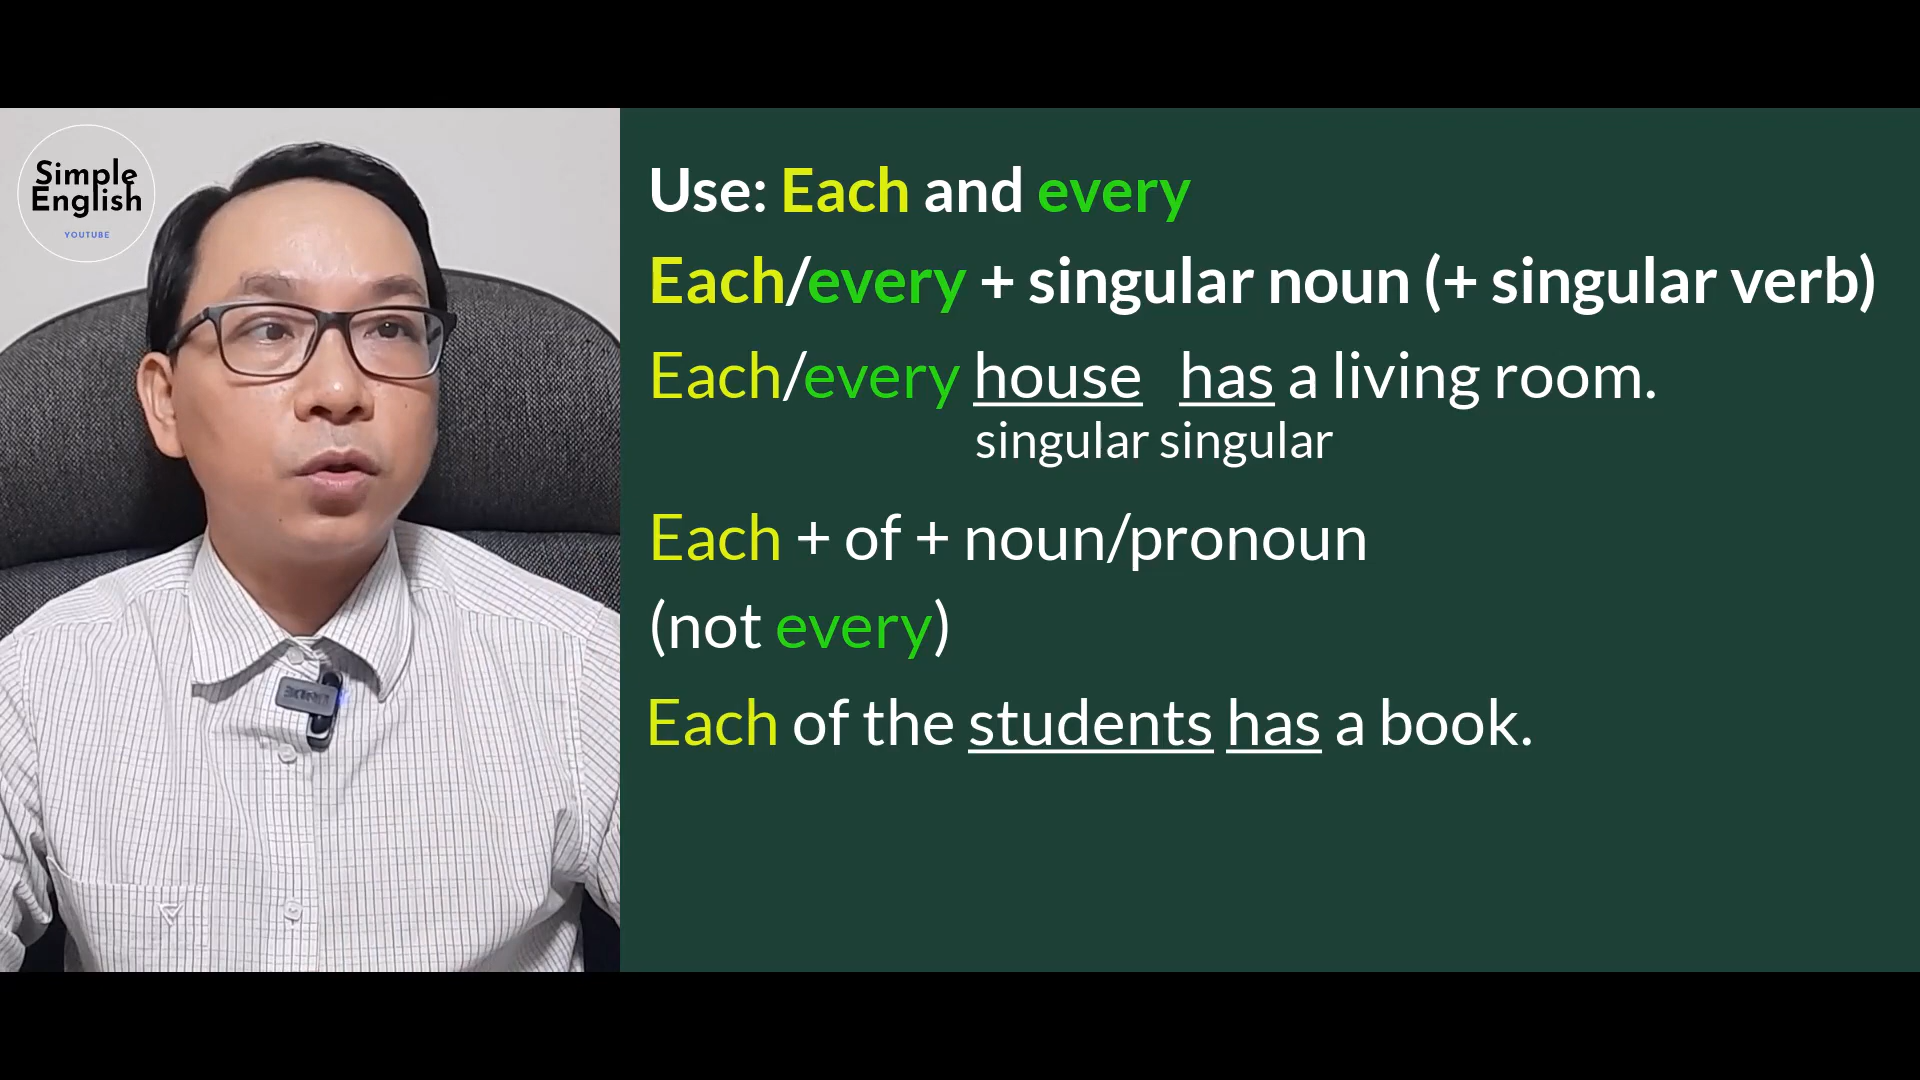 Simple
English
YOUTUBE
Use: Each and every
Each/every + singular noun (+ singular verb)
Each/every house has a living room.
singular singular
Each + of + noun/pronoun
(not every)
Each of the students has a book.